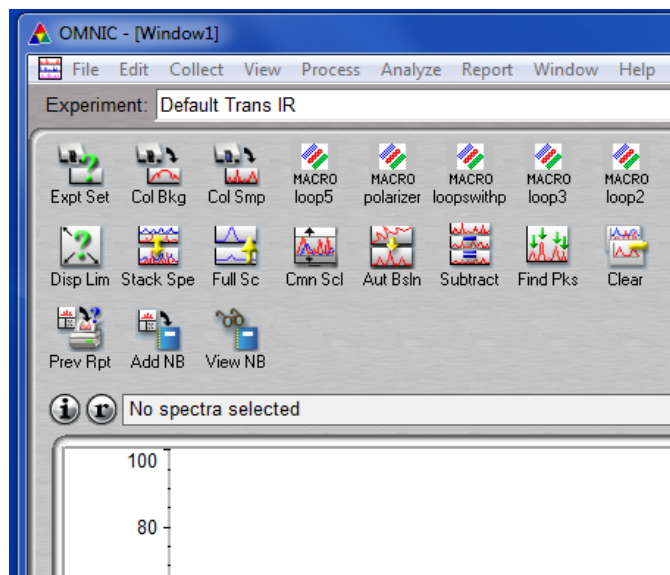 OMNIC - [Window1]
File Edit Collect View Process Analyze Report Window Help
Experiment: Default Trans IR
MACRO MACRO MACRO MACRO MACRO
Expt Set Col Bkg Col Smp loop5 polarizer loopswithp loop3 loop2
Disp Lim Stack Spe Full Sc Cmn Scl Aut Bsln Subtract Find Pks Clear
Prev Rpt Add NB View NB
i r No spectra selected
100
80